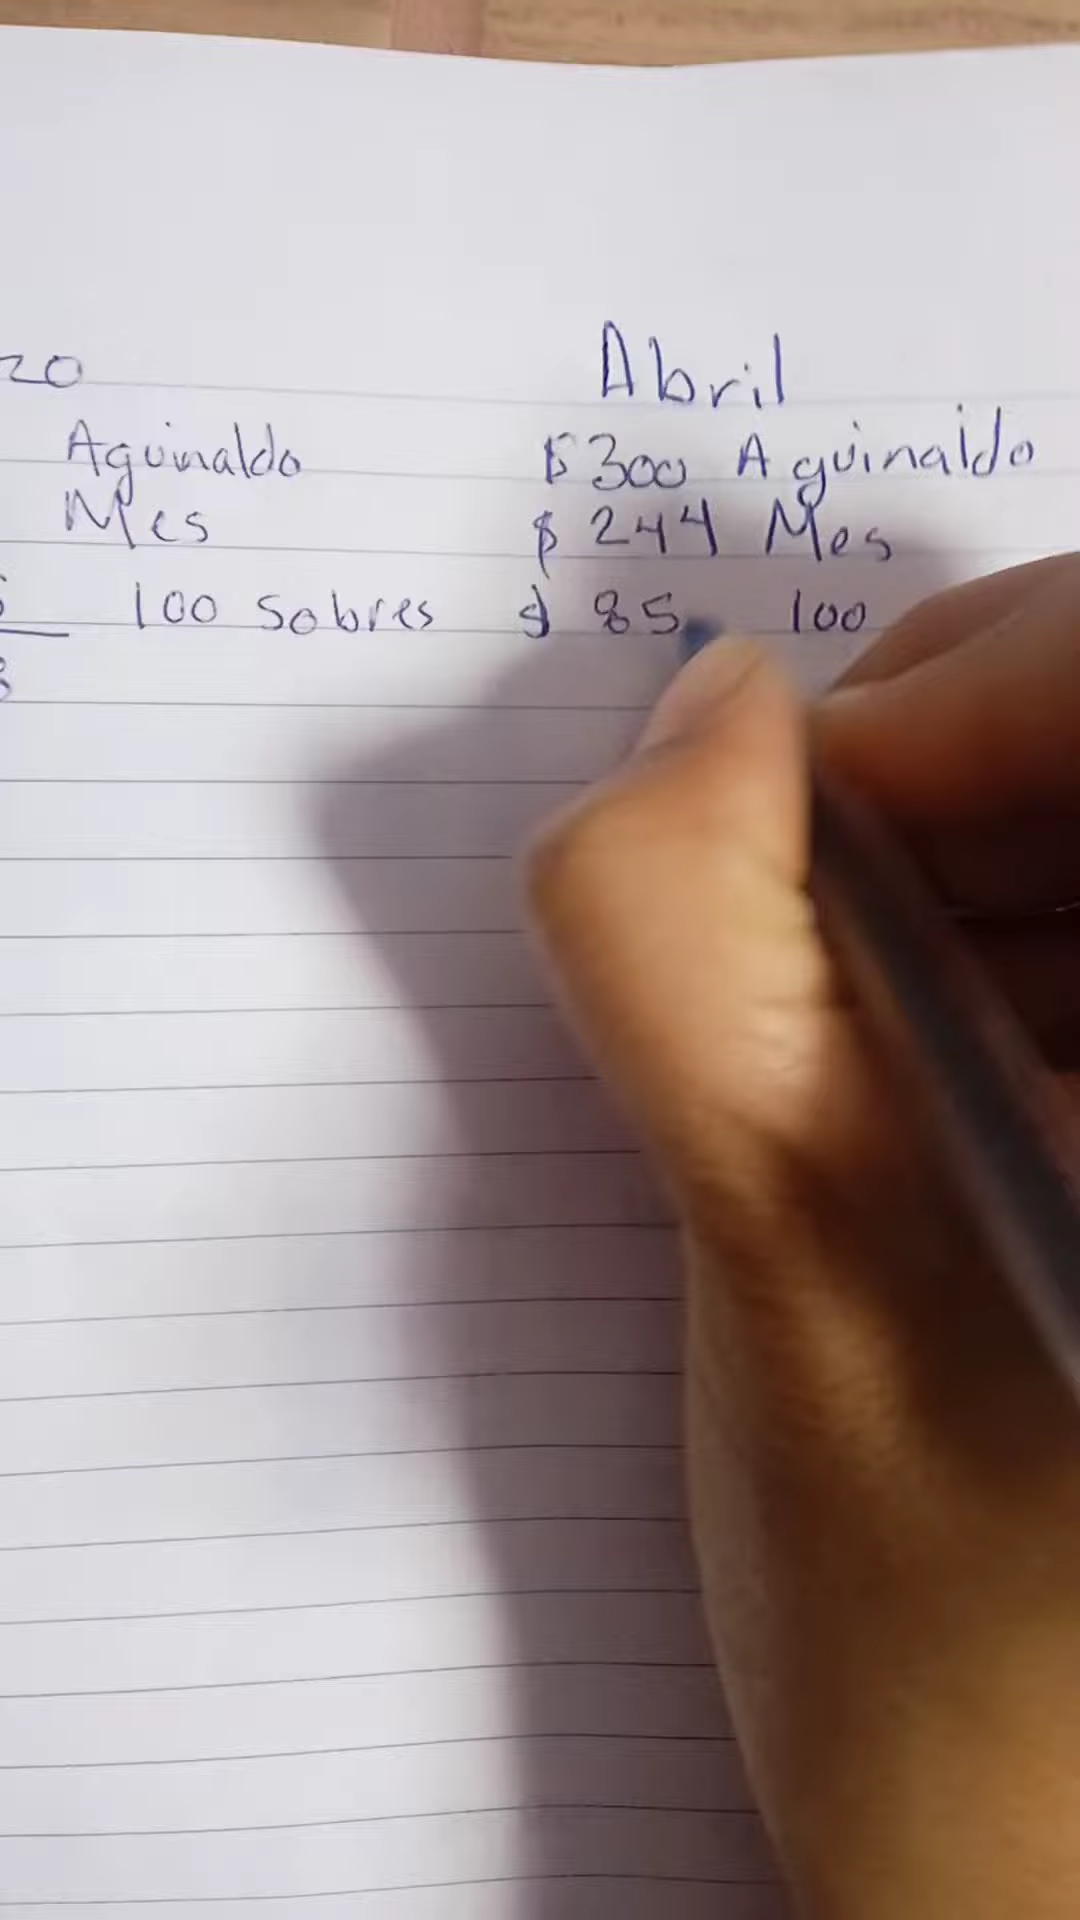 zo
Aguinaldo
Mes
100 Sobres
Abril
$300 Aguinaldo
$ 244 Mes
$ 85 100